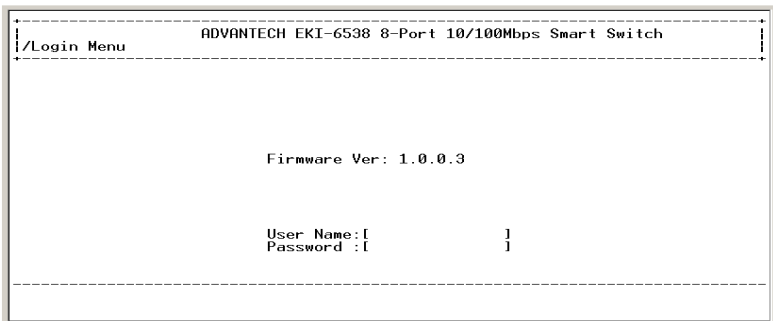 ADVANTECH EKI-6538 8-Port 10/100Mbps Smart Switch
/Login Menu
Firmware Ver: 1.0.0.3
User Name:[ ]
Password :[ ]